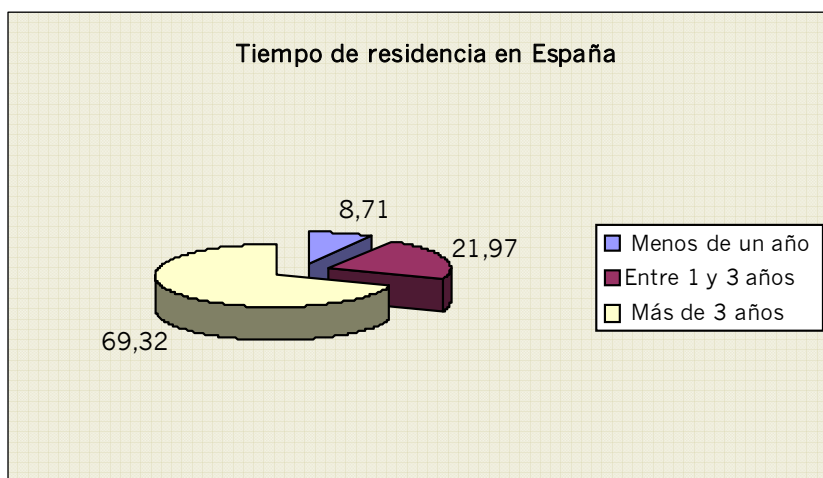 Tiempo de residencia en España
8,71
21,97
69,32
Menos de un año
Entre 1 y 3 años
Más de 3 años